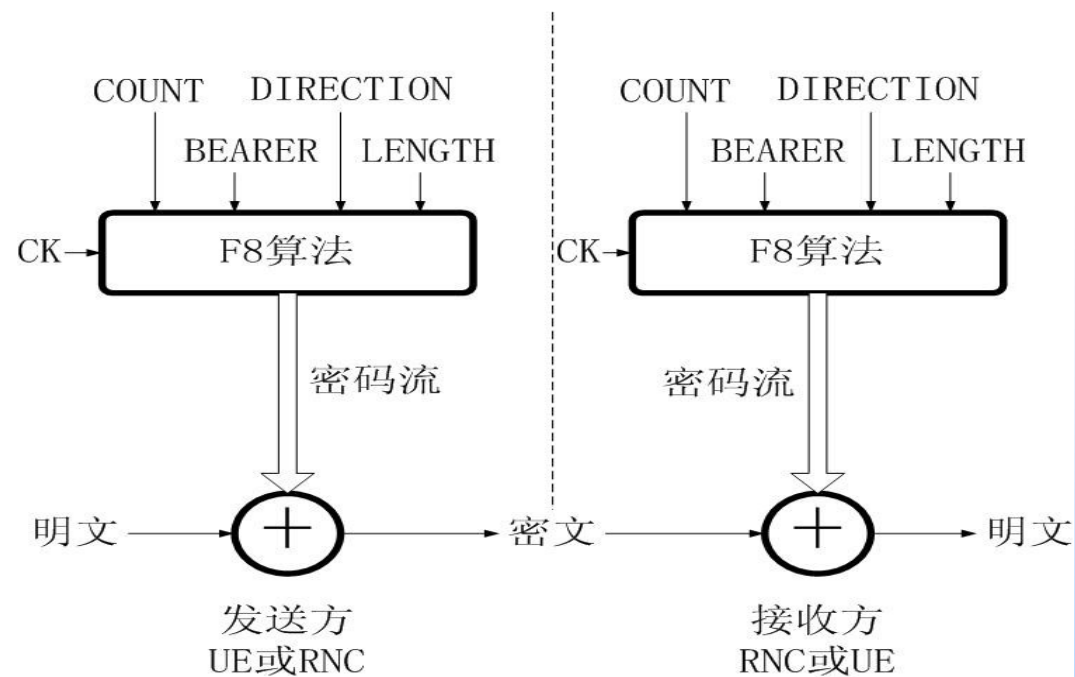 COUNT DIRECTION COUNT DIRECTION
BEARER LENGTH BEARER LENGTH
CK F8算法 CK F8算法
密码流 密码流
明文 密文 明文
发送方 接收方
UE或RNC RNC或UE